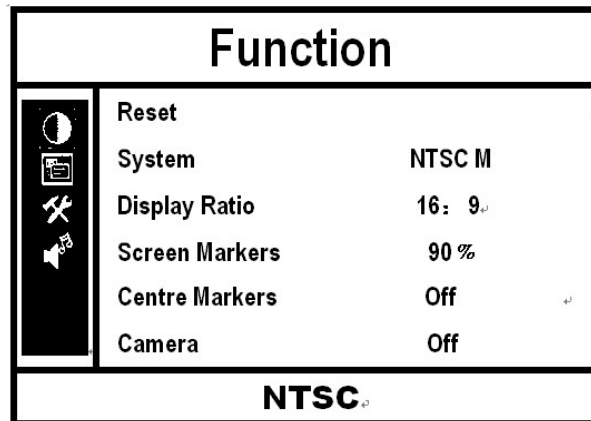 Function
Reset
System NTSC M
Display Ratio 16：9
Screen Markers 90%
Centre Markers Off
Camera Off
NTSC